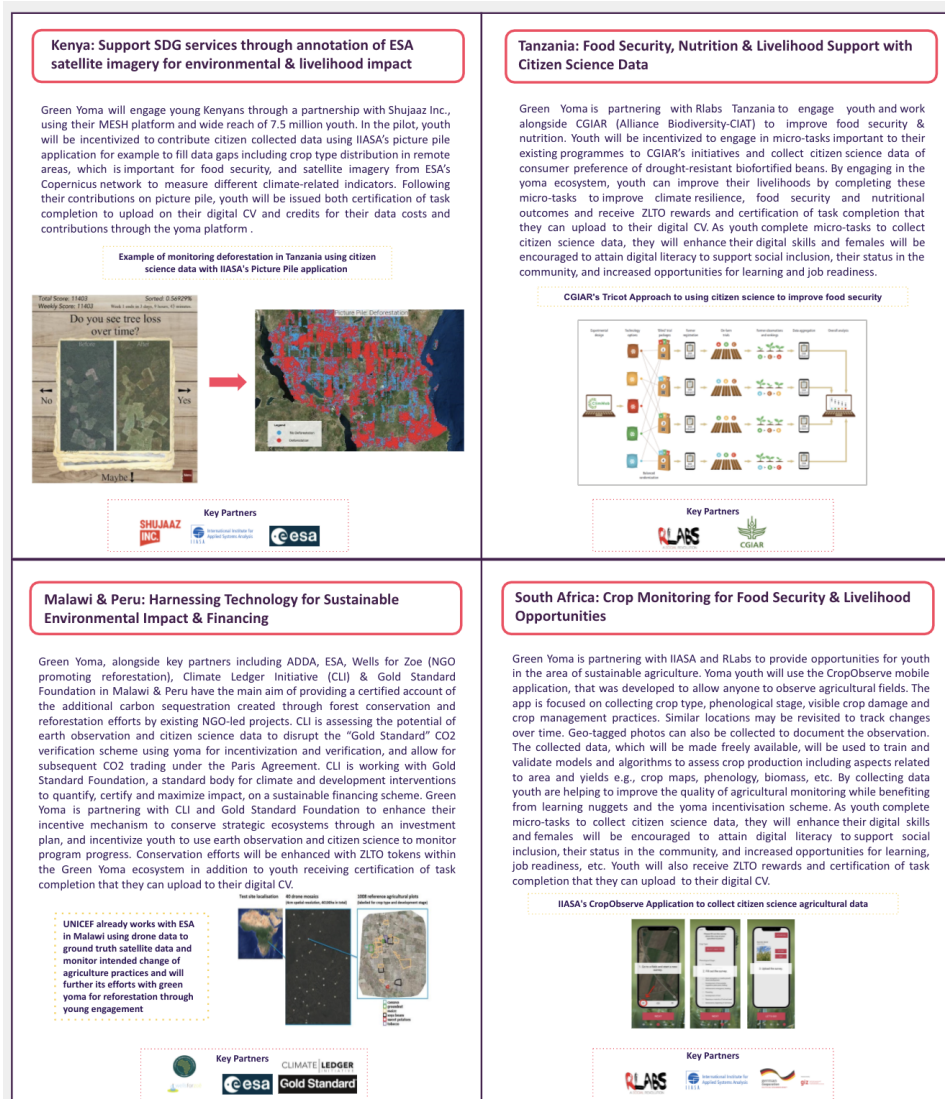 Kenya: Support SDG services through annotation of ESA
satellite imagery for environmental & livelihood impact
Green Yoma will engage young Kenyans through a partnership with Shujaaz Inc.,
using their MESH platform and wide reach of 7.5 million youth. In the pilot, youth
will be incentivized to contribute citizen collected data using IIASA's picture pile
application for example to fill data gaps including crop type distribution in remote
areas, which is important for food security, and satellite imagery from ESA's
Copernicus network to measure different climate-related indicators. Following
their contributions on picture pile, youth will be issued both certification of task
completion to upload on their digital CV and credits for their data costs and
contributions through the yoma platform .
Example of monitoring deforestation in Tanzania using citizen
science data with IIASA's Picture Pile application
Total Score: 11403
Sorted: 0.56929%
Weekly Score: 11403
Do you see tree loss
over time?
No
Yes
Maybe!
Picture Pile: Deforestation
Legend
No Deforestation
Deforestation
Key Partners
SHUJAAZ
INC.
IIASA
International Institute for
Applied Systems Analysis
esa
Tanzania: Food Security, Nutrition & Livelihood Support with
Citizen Science Data
Green Yoma is partnering with Rlabs Tanzania to engage youth and work
alongside CGIAR (Alliance Biodiversity-CIAT) to improve food security &
nutrition. Youth will be incentivized to engage in micro-tasks important to their
existing programmes to CGIAR's initiatives and collect citizen science data of
consumer preference of drought-resistant biofortified beans. By engaging in the
yoma ecosystem, youth can improve their livelihoods by completing these
micro-tasks to improve climate resilience, food security and nutritional
outcomes and receive ZLTO rewards and certification of task completion that
they can upload to their digital CV. As youth complete micro-tasks to collect
citizen science data, they will enhance their digital skills and females will be
encouraged to attain digital literacy to support social inclusion, their status in the
community, and increased opportunities for learning and job readiness.
CGIAR's Tricot Approach to using citizen science to improve food security
Key Partners
RLABS
CGIAR
Malawi & Peru: Harnessing Technology for Sustainable
Environmental Impact & Financing
Green Yoma, alongside key partners including ADDA, ESA, Wells for Zoe (NGO
promoting reforestation), Climate Ledger Initiative (CLI) & Gold Standard
Foundation in Malawi & Peru have the main aim of providing a certified account of
the additional carbon sequestration created through forest conservation and
reforestation efforts by existing NGO-led projects. CLI is assessing the potential of
earth observation and citizen science data to disrupt the "Gold Standard" CO2
verification scheme using yoma for incentivization and verification, and allow for
subsequent CO2 trading under the Paris Agreement. CLI is working with Gold
Standard Foundation, a standard body for climate and development interventions
to quantify, certify and maximize impact, on a sustainable financing scheme. Green
Yoma is partnering with CLI and Gold Standard Foundation to enhance their
incentive mechanism to conserve strategic ecosystems through an investment
plan, and incentivize youth to use earth observation and citizen science to monitor
program progress. Conservation efforts will be enhanced with ZLTO tokens within
the Green Yoma ecosystem in addition to youth receiving certification of task
completion that they can upload to their digital CV.
UNICEF already works with ESA
in Malawi using drone data to
ground truth satellite data and
monitor intended change of
agriculture practices and will
further its efforts with green
yoma for reforestation through
young engagement
Test site localization
40 drone mosaics
1008 reference agricultural plots
Key Partners
esa
CLIMATE LEDGER
INITIATIVE
Gold Standard
South Africa: Crop Monitoring for Food Security & Livelihood
Opportunities
Green Yoma is partnering with IIASA and RLabs to provide opportunities for youth
in the area of sustainable agriculture. Yoma youth will use the CropObserve mobile
application, that was developed to allow anyone to observe agricultural fields. The
app is focused on collecting crop type, phenological stage, visible crop damage and
crop management practices. Similar locations may be revisited to track changes
over time. Geo-tagged photos can also be collected to document the observation.
The collected data, which will be made freely available, will be used to train and
validate models and algorithms to assess crop production including aspects related
to area and yields e.g., crop maps, phenology, biomass, etc. By collecting data
youth are helping to improve the quality of agricultural monitoring while benefiting
from learning nuggets and the yoma incentivisation scheme. As youth complete
micro-tasks to collect citizen science data, they will enhance their digital skills
and females will be encouraged to attain digital literacy to support social
inclusion, their status in the community, and increased opportunities for learning,
job readiness, etc. Youth will also receive ZLTO rewards and certification of task
completion that they can upload to their digital CV.
IIASA's CropObserve Application to collect citizen science agricultural data
Key Partners
RLABS
IIASA
International Institute for
Applied Systems Analysis
giz